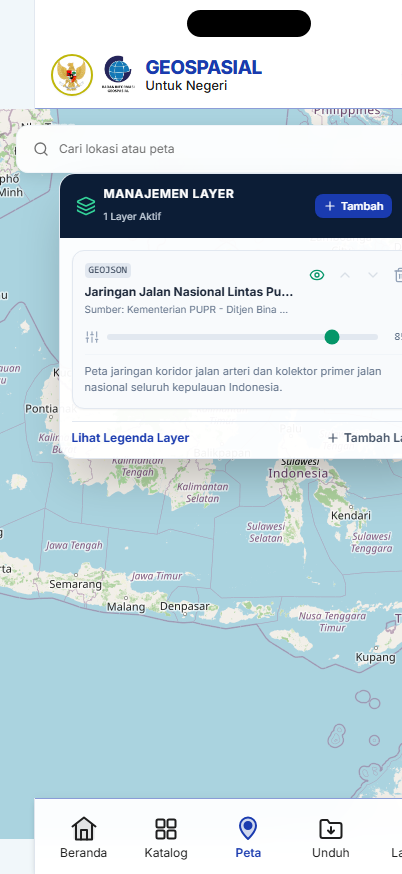 GEOSPASIAL
Untuk Negeri
Philippines
Cari lokasi atau peta
phố
Minh
MANAJEMEN LAYER
1 Layer Aktif
Tambah
GEOJSON
Jaringan Jalan Nasional Lintas Pu...
Sumber: Kementerian PUPR - Ditjen Bina ...
Peta jaringan koridor jalan arteri dan kolektor primer jalan
nasional seluruh kepulauan Indonesia.
Lihat Legenda Layer
Tambah La
Pontia
Kalimantan
Tengah
Kalimantan
Selatan
Indonesia
Kendari
Sulawesi
Selatan
Sulawesi
Tenggara
Jawa Tengah
Semarang
Jawa Timur
Malang
Denpasar
Nusa Tenggara
Timur
Kupang
Beranda
Katalog
Peta
Unduh
La